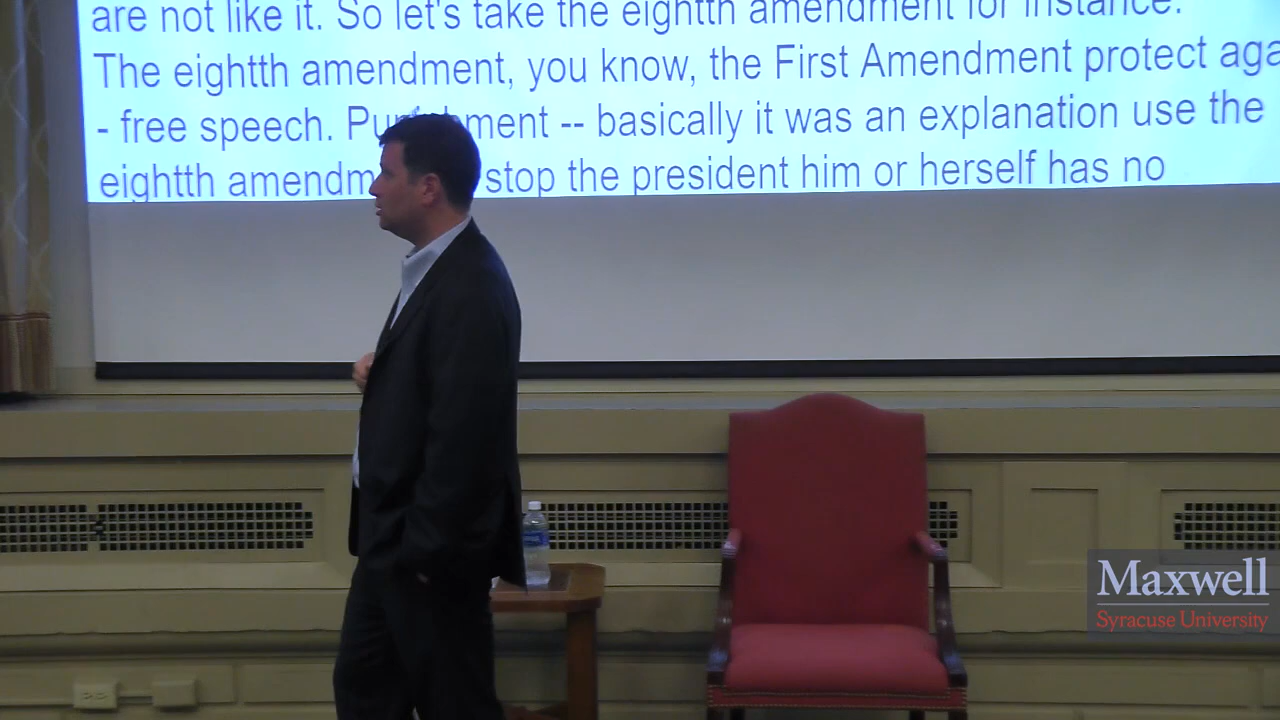 are not like it. So let's take the eightth amendment for instance.
The eightth amendment, you know, the First Amendment protect aga
- free speech. Pu ment -- basically it was an explanation use the
eightth amendm stop the president him or herself has no
Maxwell
Syracuse University